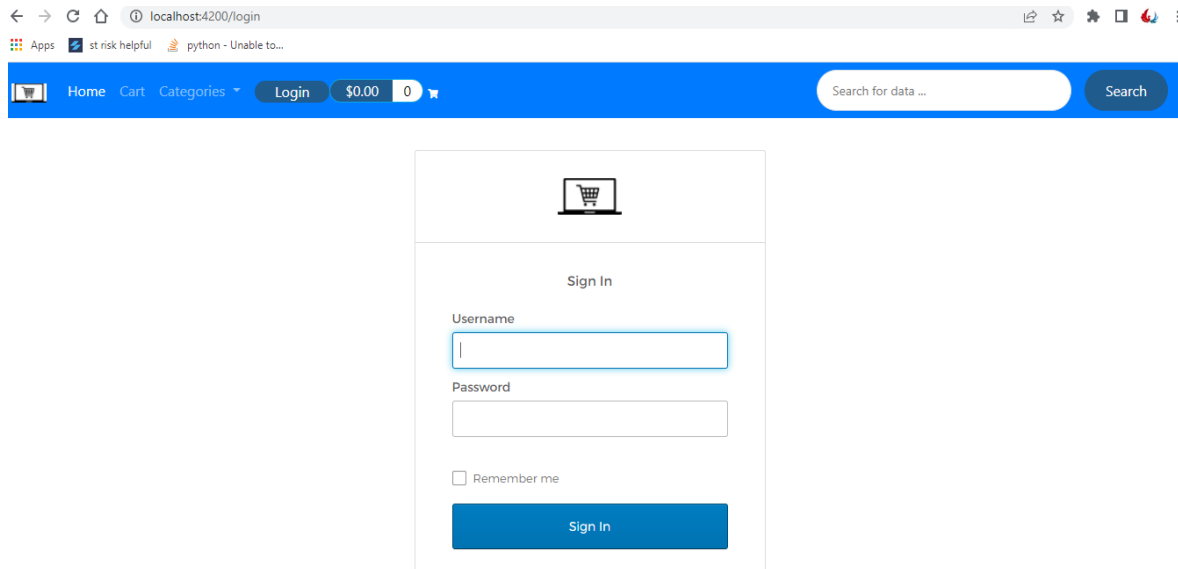 localhost:4200/login
Apps st risk helpful python - Unable to...
Home Cart Categories Login $0.00 0 Search for data ... Search
Sign In
Username
Password
Remember me
Sign In